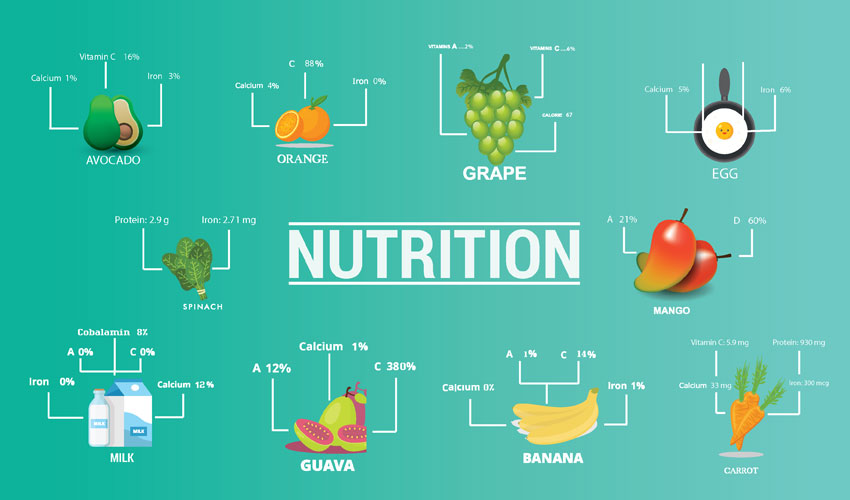 Vitamin C 16%
Calcium 1%
Iron 3%
AVOCADO
C 88%
Calcium 4%
Iron 0%
ORANGE
VITAMINS A ...2%
VITAMINS C ...6%
CALORIE 67
GRAPE
Calcium 5%
Iron 6%
EGG
Protein: 2.9 g
Iron: 2.71 mg
SPINACH
NUTRITION
A 21%
D 60%
MANGO
Cobalamin 8%
A 0%
C 0%
Iron 0%
Calcium 12%
MILK
MILK
MILK
Calcium 1%
A 12%
C 380%
GUAVA
A 1%
C 14%
Calcium 0%
Iron 1%
BANANA
Vitamin C: 5.9 mg
Protein: 930 mg
Calcium 33 mg
Iron: 300 mcg
CARROT